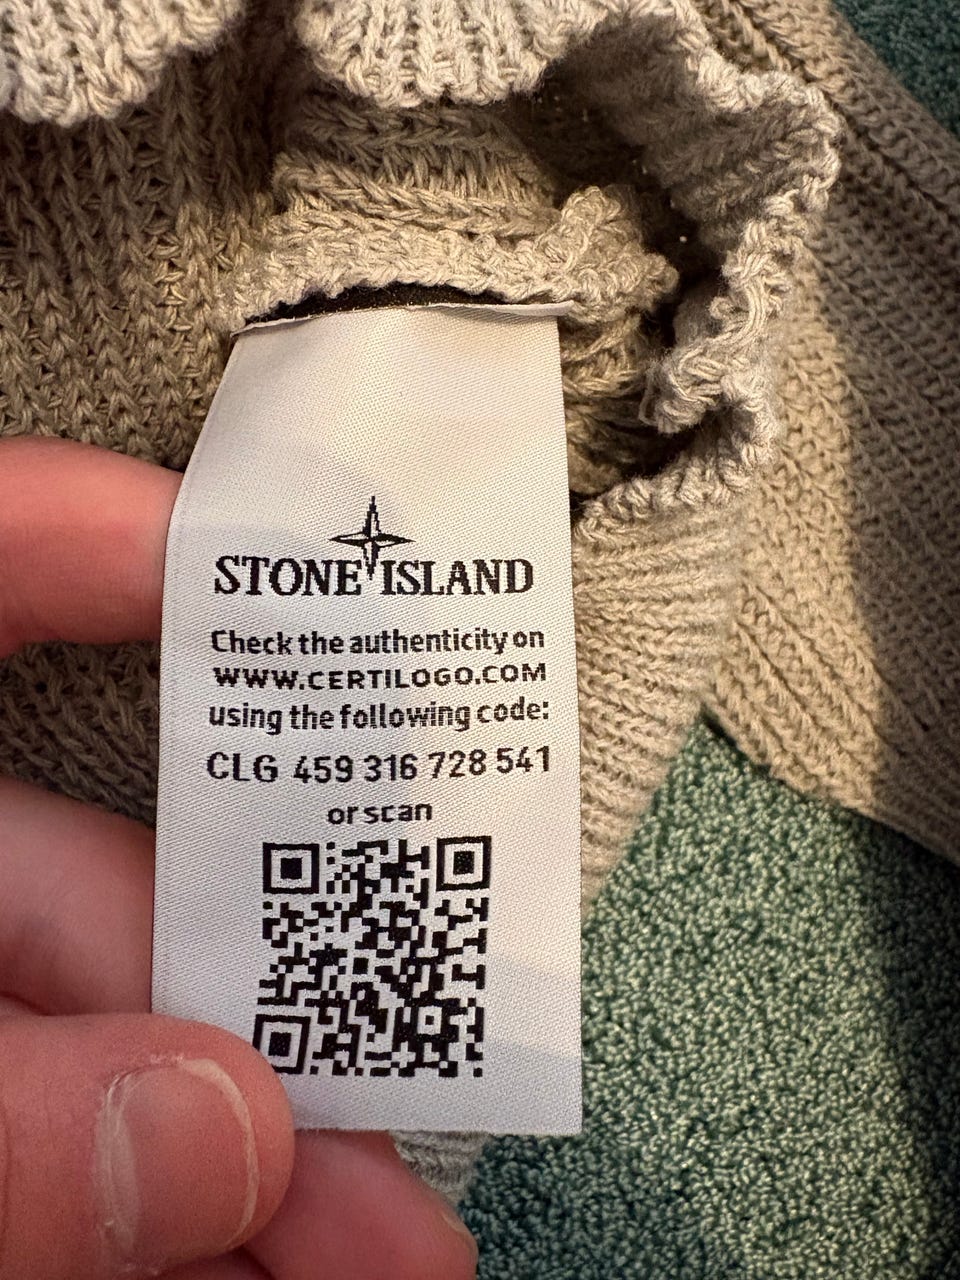 STONE ISLAND
Check the authenticity on
WWW.CERTILOGO.COM
using the following code:
CLG 459 316 728 541
or scan